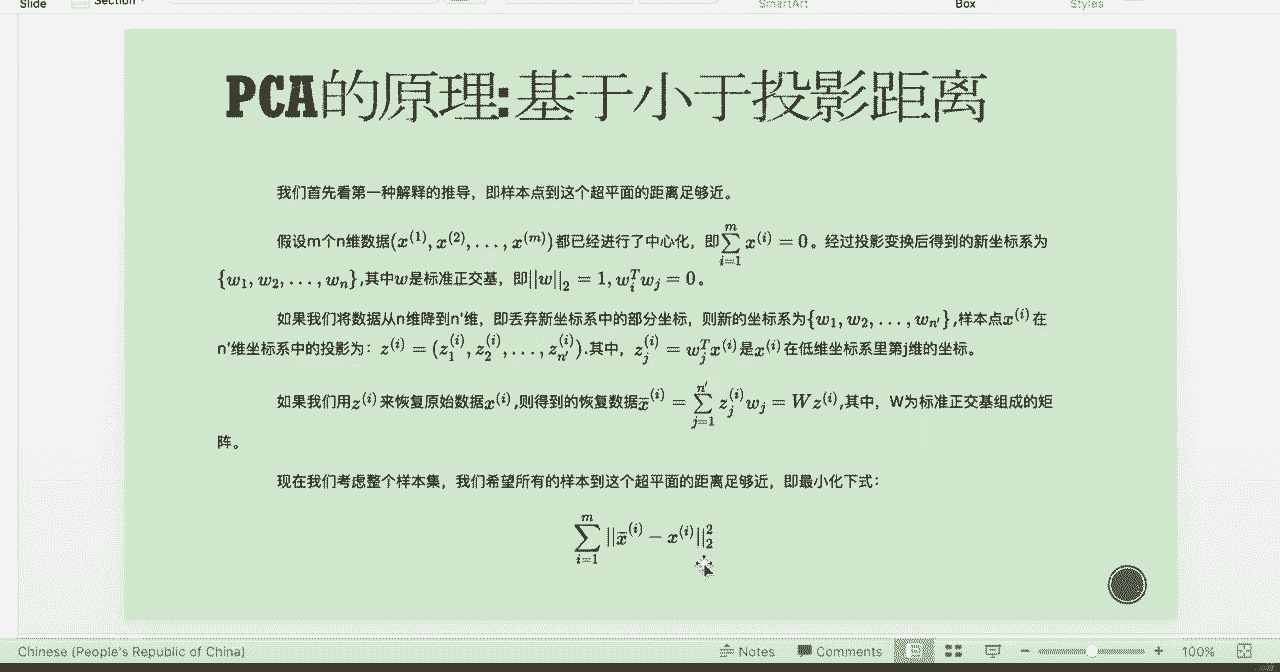 Slide
Section
SmartArt
Box
Styles
PCA的原理:基于小于投影距离
我们首先看第一种解释的推导，即样本点到这个超平面的距离足够近。
假设m个n维数据(x^{(1)}, x^{(2)}, ..., x^{(m)})都已经进行了中心化，即\sum_{i=1}^{m} x^{(i)} = 0。经过投影变换后得到的新坐标系为
{w_1, w_2, ..., w_n},其中w是标准正交基，即||w||_2 = 1, w_i^T w_j = 0。
如果我们将数据从n维降到n'维，即丢弃新坐标系中的部分坐标，则新的坐标系为{w_1, w_2, ..., w_{n'}},样本点x^{(i)}在
n'维坐标系中的投影为：z^{(i)} = (z_1^{(i)}, z_2^{(i)}, ..., z_{n'}^{(i)}).其中，z_j^{(i)} = w_j^T x^{(i)}是x^{(i)}在低维坐标系里第j维的坐标。
如果我们用z^{(i)}来恢复原始数据x^{(i)},则得到的恢复数据\bar{x}^{(i)} = \sum_{j=1}^{n'} z_j^{(i)} w_j = Wz^{(i)},其中，W为标准正交基组成的矩
阵。
现在我们考虑整个样本集，我们希望所有的样本到这个超平面的距离足够近，即最小化下式：
\sum_{i=1}^{m} ||\bar{x}^{(i)} - x^{(i)}||_2^2
Chinese (People's Republic of China)
Notes
Comments
100%